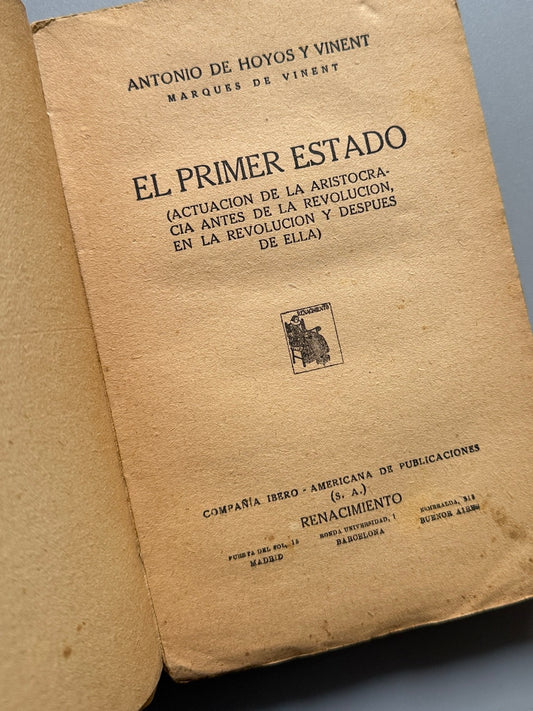 ANTONIO DE HOYOS Y VINENT
MARQUES DE VINENT
EL PRIMER ESTADO
(ACTUACION DE LA ARISTOCRA-
CIA ANTES DE LA REVOLUCION,
EN LA REVOLUCION Y DESPUES
DE ELLA)
RENACIMIENTO
COMPAÑÍA IBERO-AMERICANA DE PUBLICACIONES
(S. A.)
RENACIMIENTO
PUERTA DEL SOL, 15
MADRID
RONDA UNIVERSIDAD, 1
BARCELONA
ESMERALDA,
BUENOS AIRES